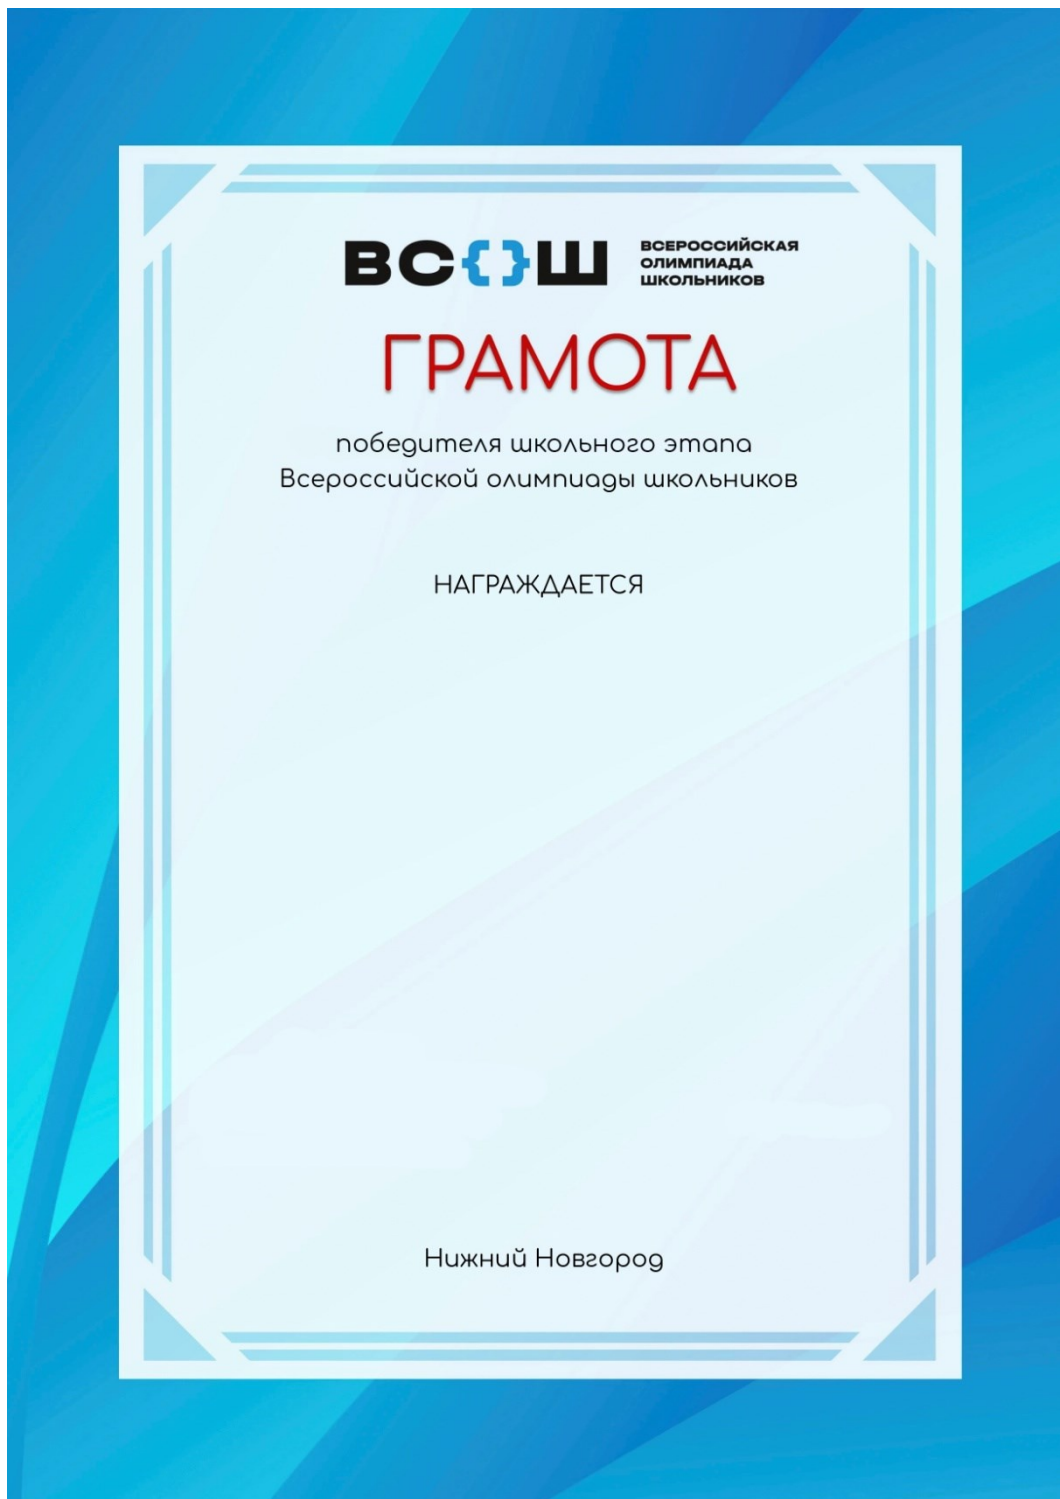 ВС{}Ш
ВСЕРОССИЙСКАЯ
ОЛИМПИАДА
ШКОЛЬНИКОВ
ГРАМОТА
победителя школьного этапа
Всероссийской олимпиады школьников
НАГРАЖДАЕТСЯ
Нижний Новгород